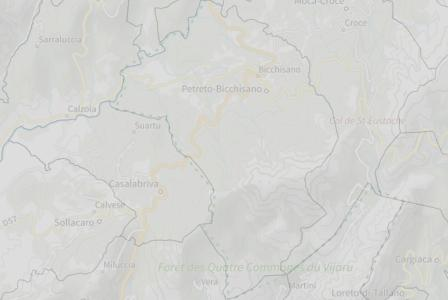 Moca-Croce
Croce
Sarraluccia
Bicchisano
Petreto-Bicchisano
Calzola
Col de St-Eustache
Suartu
Casalabriva
Calvese
D57
Sollacaro
Miluccia
Forêt des Quatre Communes du Vijaru
Cargiaca
Vera
Martini
Loreto-di-Tallano